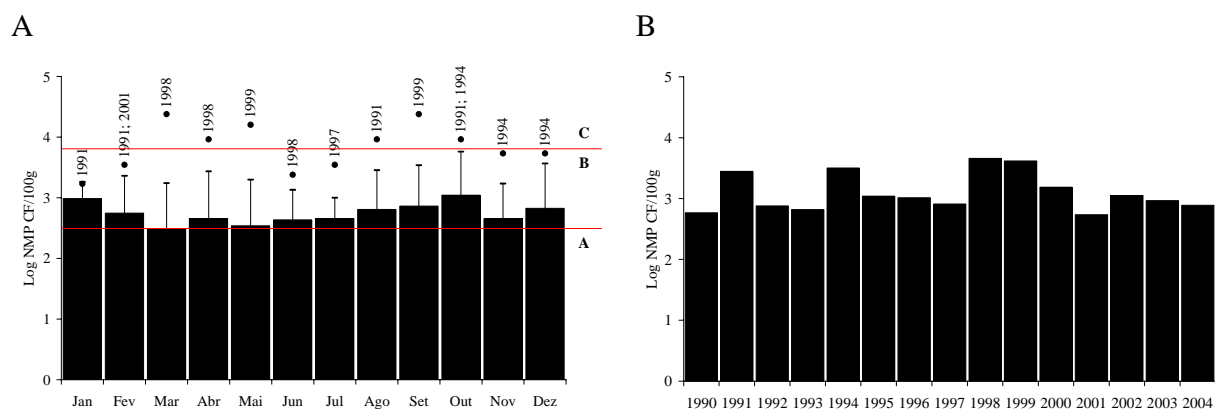 A
B
Log NMP CF/100g
5
4
3
2
1
0
1991
1991; 2001
1998
1998
1999
1998
1997
1991
1999
1991; 1994
1994
1994
C
B
A
Jan Fev Mar Abr Mai Jun Jul Ago Set Out Nov Dez
Log NMP CF/100g
5
4
3
2
1
0
1990 1991 1992 1993 1994 1995 1996 1997 1998 1999 2000 2001 2002 2003 2004